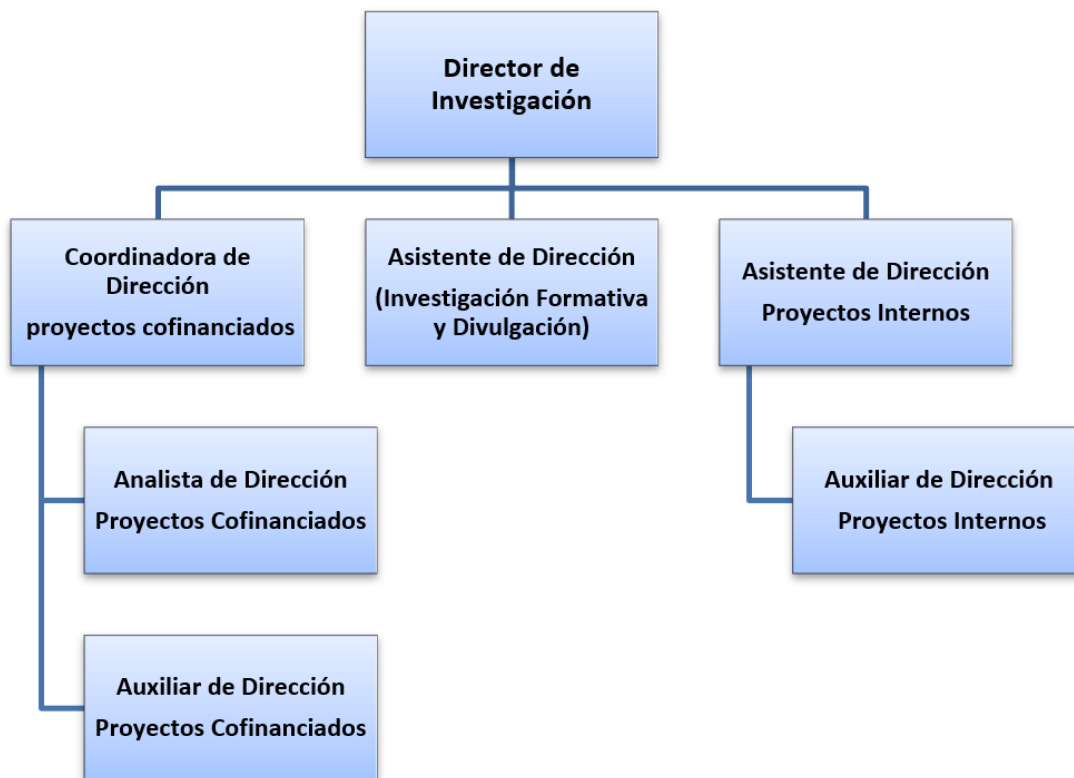 Director de
Investigación
Coordinadora de
Dirección
proyectos cofinanciados
Asistente de Dirección
(Investigación Formativa
y Divulgación)
Asistente de Dirección
Proyectos Internos
Analista de Dirección
Proyectos Cofinanciados
Auxiliar de Dirección
Proyectos Internos
Auxiliar de Dirección
Proyectos Cofinanciados